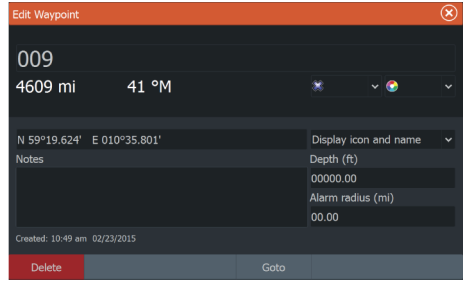 Edit Waypoint
009
4609 mi 41 °M
N 59°19.624' E 010°35.801' Display icon and name
Notes Depth (ft)
00000.00
Alarm radius (mi)
00.00
Created: 10:49 am 02/23/2015
Delete Goto